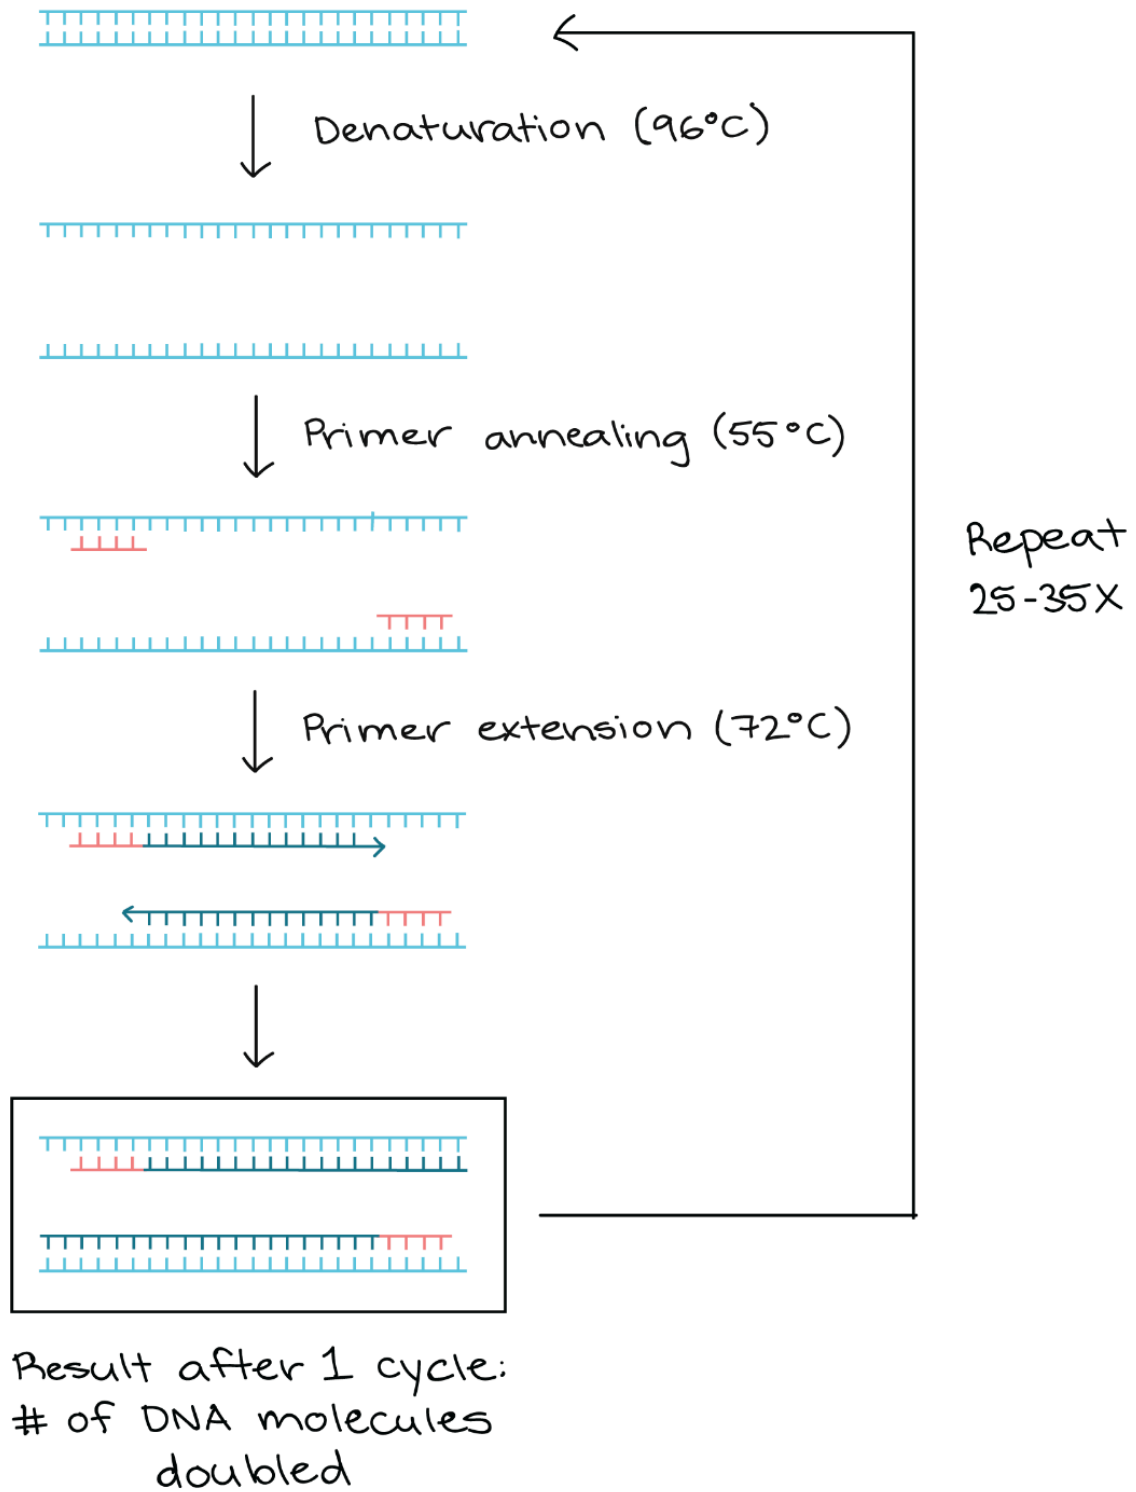 Denaturation (96°C)
Primer annealing (55°C)
Repeat
25-35X
Primer extension (72°C)
Result after 1 cycle:
# of DNA molecules
doubled